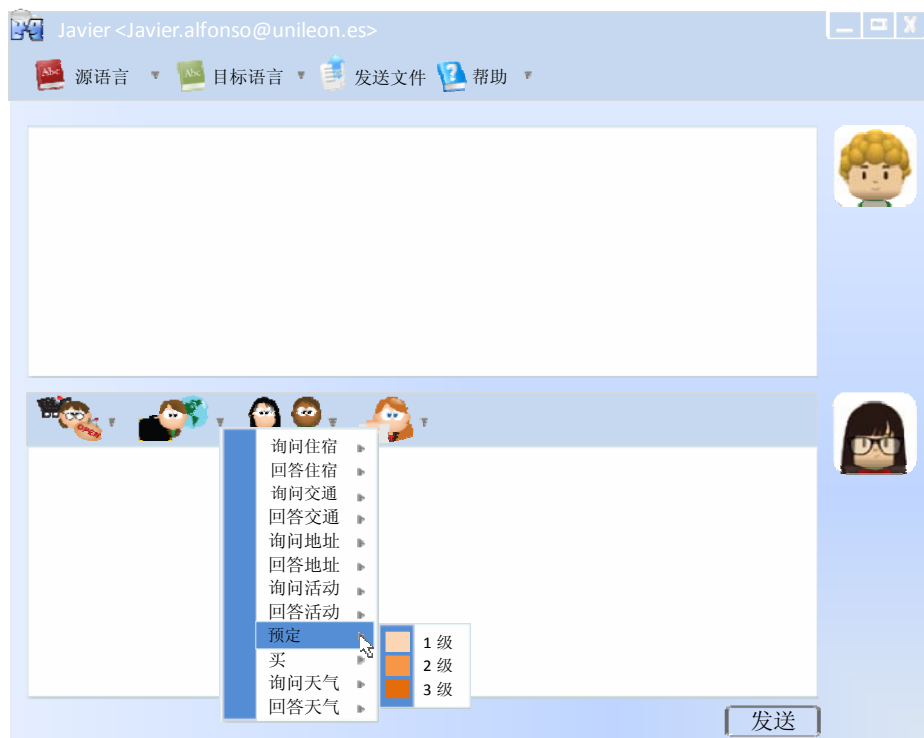 Javier <Javier.alfonso@unileon.es>
Abc 源语言 Abc 目标语言 发送文件 ? 帮助
OPEN
询问住宿
回答住宿
询问交通
回答交通
询问地址
回答地址
询问活动
回答活动
预定
1 级
买
2 级
询问天气
3 级
回答天气
发送